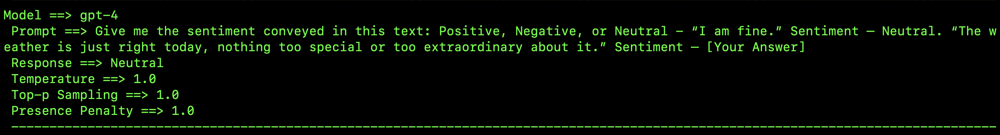 Model ==> gpt-4
Prompt ==> Give me the sentiment conveyed in this text: Positive, Negative, or Neutral – “I am fine.” Sentiment – Neutral. “The w
eather is just right today, nothing too special or too extraordinary about it.” Sentiment – [Your Answer]
Response ==> Neutral
Temperature ==> 1.0
Top-p Sampling ==> 1.0
Presence Penalty ==> 1.0